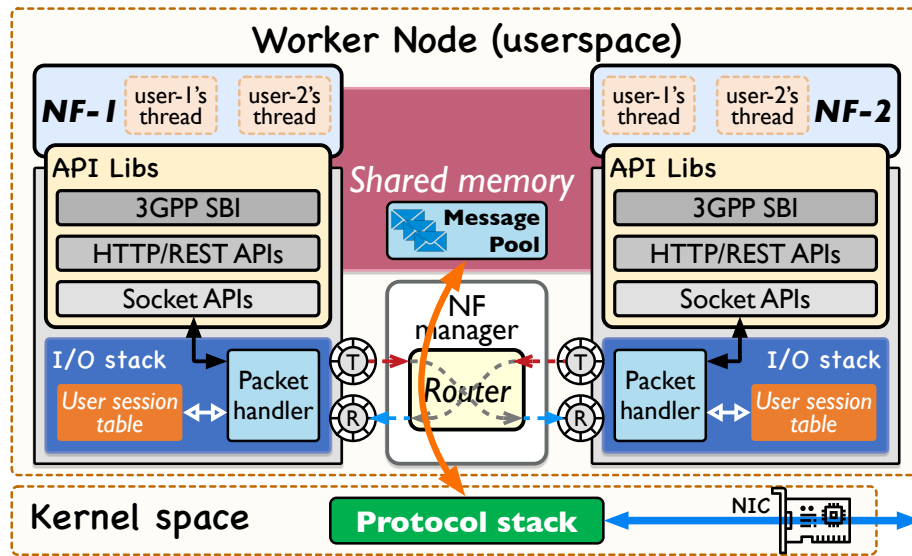 Worker Node (userspace)
NF-1
user-1's
thread
user-2's
thread
user-1's
thread
user-2's
thread
NF-2
API Libs
3GPP SBI
HTTP/REST APIs
Socket APIs
Shared memory
Message
Pool
API Libs
3GPP SBI
HTTP/REST APIs
Socket APIs
NF
manager
Router
I/O stack
User session
table
Packet
handler
T
R
T
R
I/O stack
Packet
handler
User session
table
Kernel space
Protocol stack
NIC